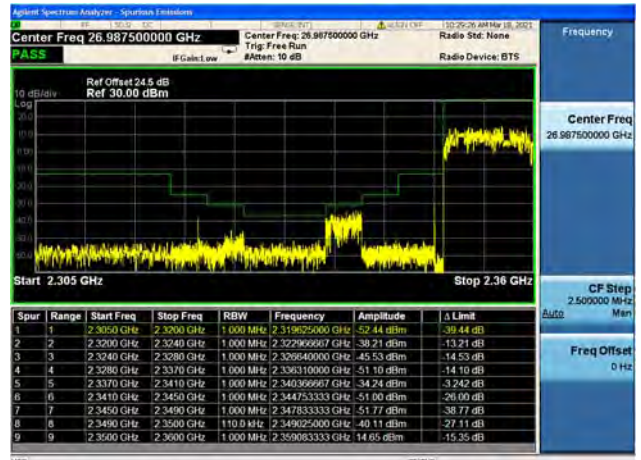 Agilent Spectrum Analyzer - Spurious Emissions
10:29:26 AM Mar 18, 2021
Center Freq 26.987500000 GHz
Center Freq: 26.987500000 GHz
Radio Std: None
Frequency
PASS
IFGain:Low
Trig: Free Run
#Atten: 10 dB
Radio Device: BTS
Ref Offset 24.5 dB
10 dB/div
Ref 30.00 dBm
Log
Center Freq
26.987500000 GHz
Start 2.305 GHz
Stop 2.36 GHz
CF Step
2.500000 MHz
Auto Man
Freq Offset
0 Hz
Spur Range Start Freq Stop Freq RBW Frequency Amplitude Δ Limit
1 1 2.3050 GHz 2.3200 GHz 1.000 MHz 2.319625000 GHz -52.44 dBm -39.44 dB
2 2 2.3200 GHz 2.3240 GHz 1.000 MHz 2.322966667 GHz -38.21 dBm -13.21 dB
3 3 2.3240 GHz 2.3280 GHz 1.000 MHz 2.326640000 GHz -45.53 dBm -14.53 dB
4 4 2.3280 GHz 2.3370 GHz 1.000 MHz 2.336310000 GHz -51.10 dBm -14.10 dB
5 5 2.3370 GHz 2.3410 GHz 1.000 MHz 2.340366667 GHz -34.24 dBm -3.242 dB
6 6 2.3410 GHz 2.3450 GHz 1.000 MHz 2.344753333 GHz -51.00 dBm -26.00 dB
7 7 2.3450 GHz 2.3490 GHz 1.000 MHz 2.347833333 GHz -51.77 dBm -38.77 dB
8 8 2.3490 GHz 2.3500 GHz 110.0 kHz 2.349025000 GHz -40.11 dBm -27.11 dB
9 9 2.3500 GHz 2.3600 GHz 1.000 MHz 2.359083333 GHz 14.65 dBm -15.35 dB